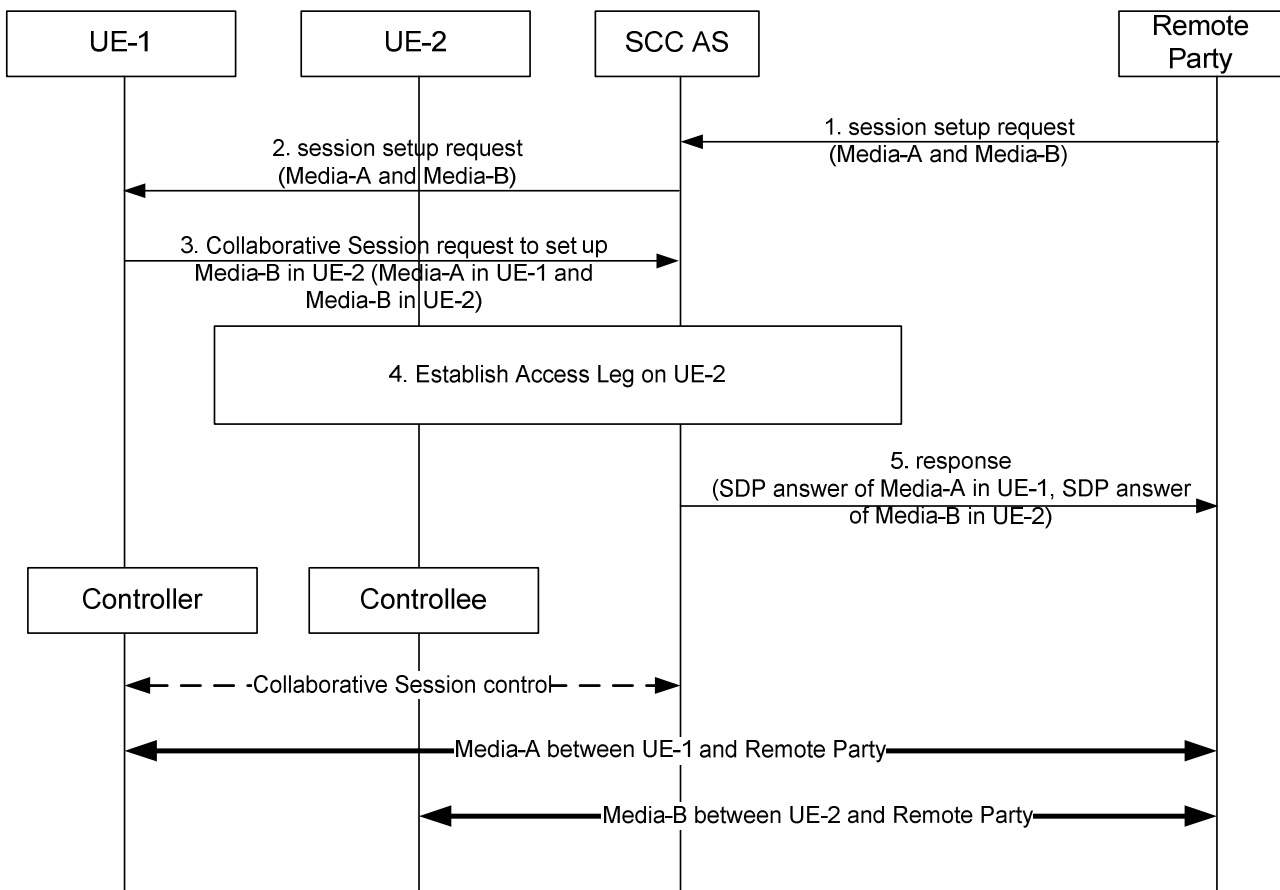 UE-1
UE-2
SCC AS
Remote
Party
1. session setup request
(Media-A and Media-B)
2. session setup request
(Media-A and Media-B)
3. Collaborative Session request to set up
Media-B in UE-2 (Media-A in UE-1 and
Media-B in UE-2)
4. Establish Access Leg on UE-2
5. response
(SDP answer of Media-A in UE-1, SDP answer
of Media-B in UE-2)
Controller
Controllee
Collaborative Session control
Media-A between UE-1 and Remote Party
Media-B between UE-2 and Remote Party